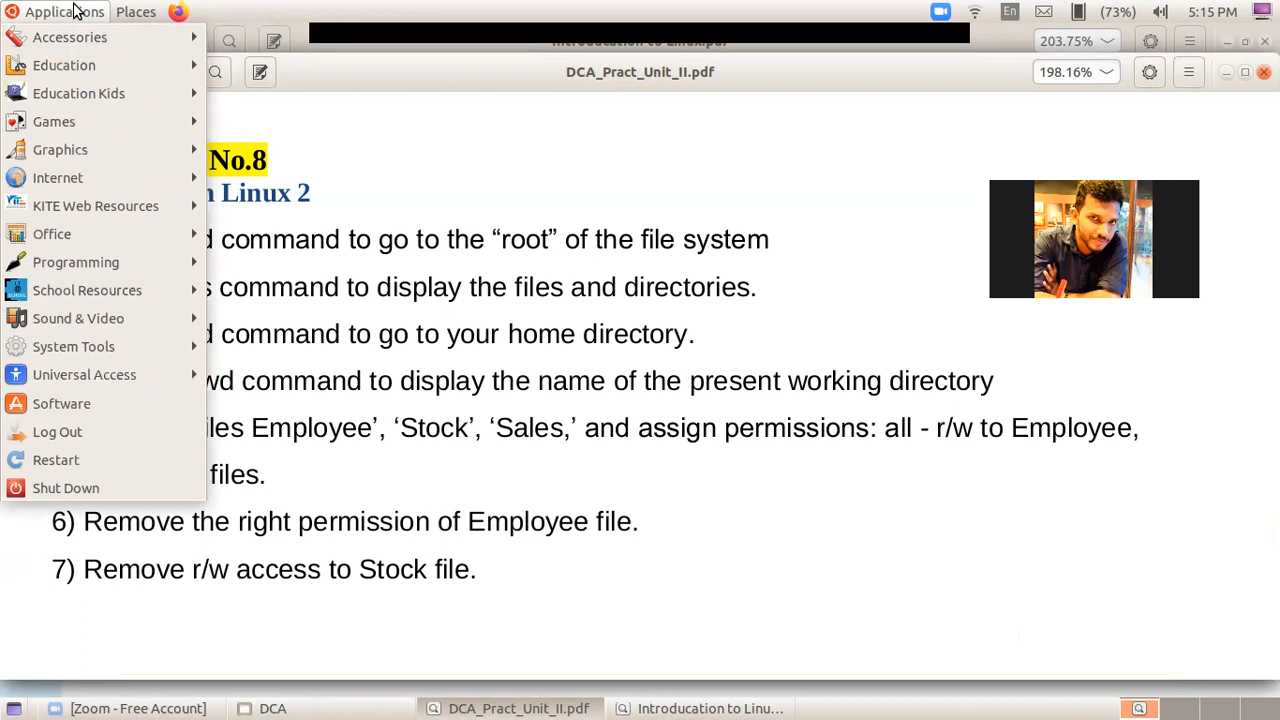 Applications Places En (73%) 5:15 PM
Introducation to Linux.pdf 203.75%
DCA_Pract_Unit_II.pdf 198.16%
Accessories
Education
Education Kids
Games
Graphics
Internet
KITE Web Resources
Office
Programming
School Resources
Sound & Video
System Tools
Universal Access
Software
Log Out
Restart
Shut Down
No.8
n Linux 2
d command to go to the “root” of the file system
s command to display the files and directories.
d command to go to your home directory.
wd command to display the name of the present working directory
iles Employee’, ‘Stock’, ‘Sales,’ and assign permissions: all - r/w to Employee,
files.
6) Remove the right permission of Employee file.
7) Remove r/w access to Stock file.
[Zoom - Free Account] DCA DCA_Pract_Unit_II.pdf Introducation to Linu...